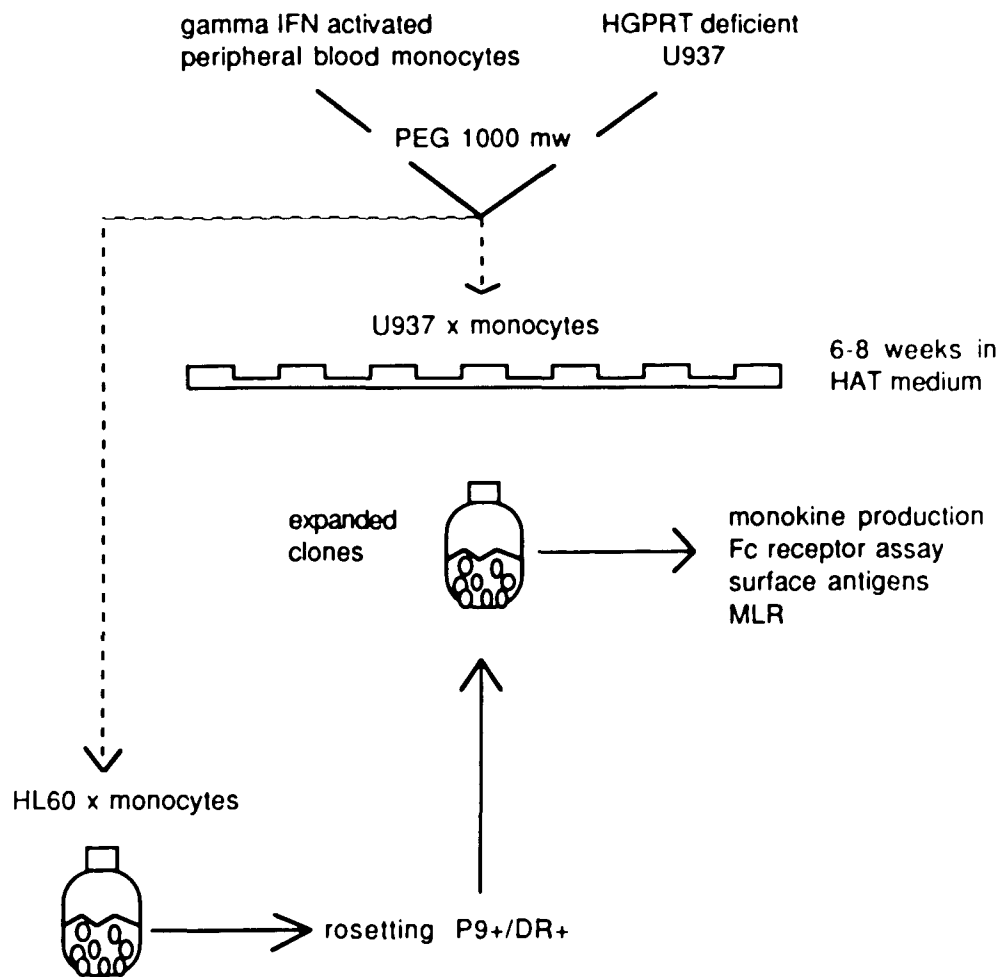 gamma IFN activated
peripheral blood monocytes
HGPRT deficient
U937
PEG 1000 mw
U937 x monocytes
6-8 weeks in
HAT medium
expanded
clones
monokine production
Fc receptor assay
surface antigens
MLR
HL60 x monocytes
rosetting P9+/DR+